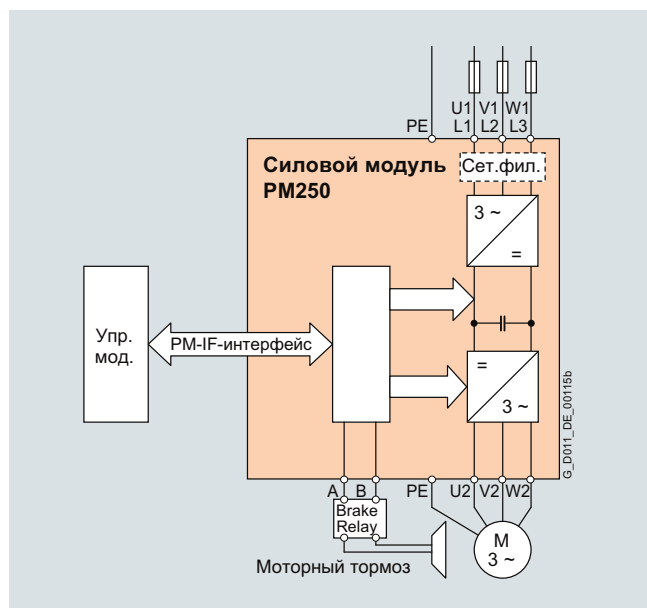 U1 V1 W1
PE L1 L2 L3
Силовой модуль
PM250
Сет.фил.
3 ~
=
Упр.
мод.
PM-IF-интерфейс
=
3 ~
G_D011_DE_00115b
A B PE U2 V2 W2
Brake
Relay
M
3 ~
Моторный тормоз